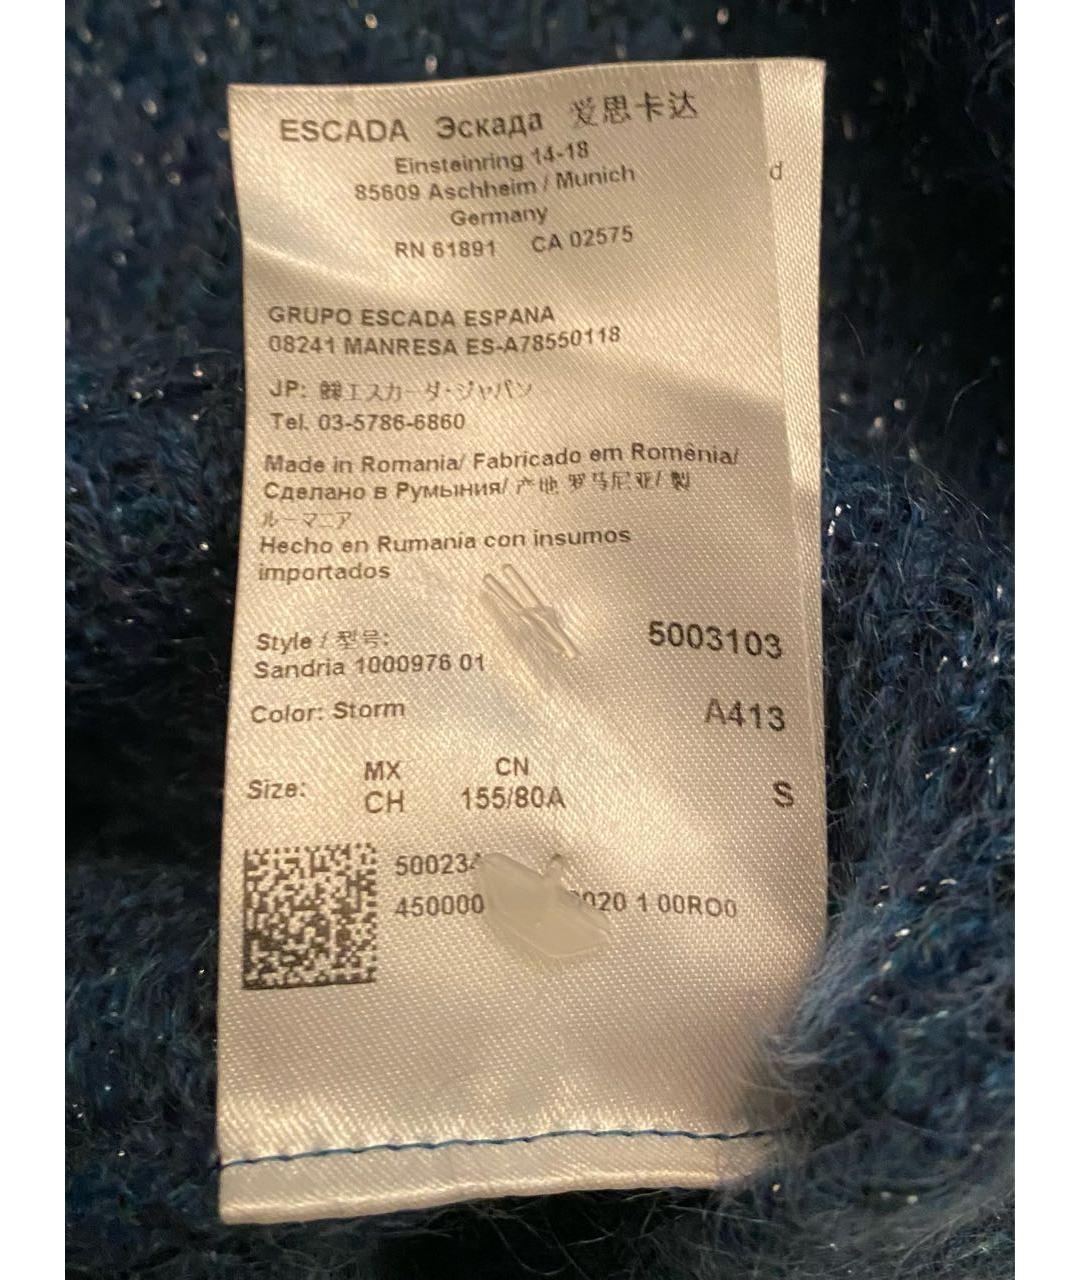 ESCADA Эскада 爱思卡达
Einsteinring 14-18
85609 Aschheim / Munich
d
Germany
RN 61891 CA 02575
GRUPO ESCADA ESPANA
08241 MANRESA ES-A78550118
JP: ㈱エスカーダ・ジャパン
Tel. 03-5786-6860
Made in Romania/ Fabricado em Romênia/
Сделано в Румыния/ 产地 罗马尼亚/ 製
ルーマニア
Hecho en Rumania con insumos
importados
Style / 型号:
5003103
Sandria 1000976 01
Color: Storm
A413
MX CN
Size: CH 155/80A S
50023
450000 020 1 00RO0